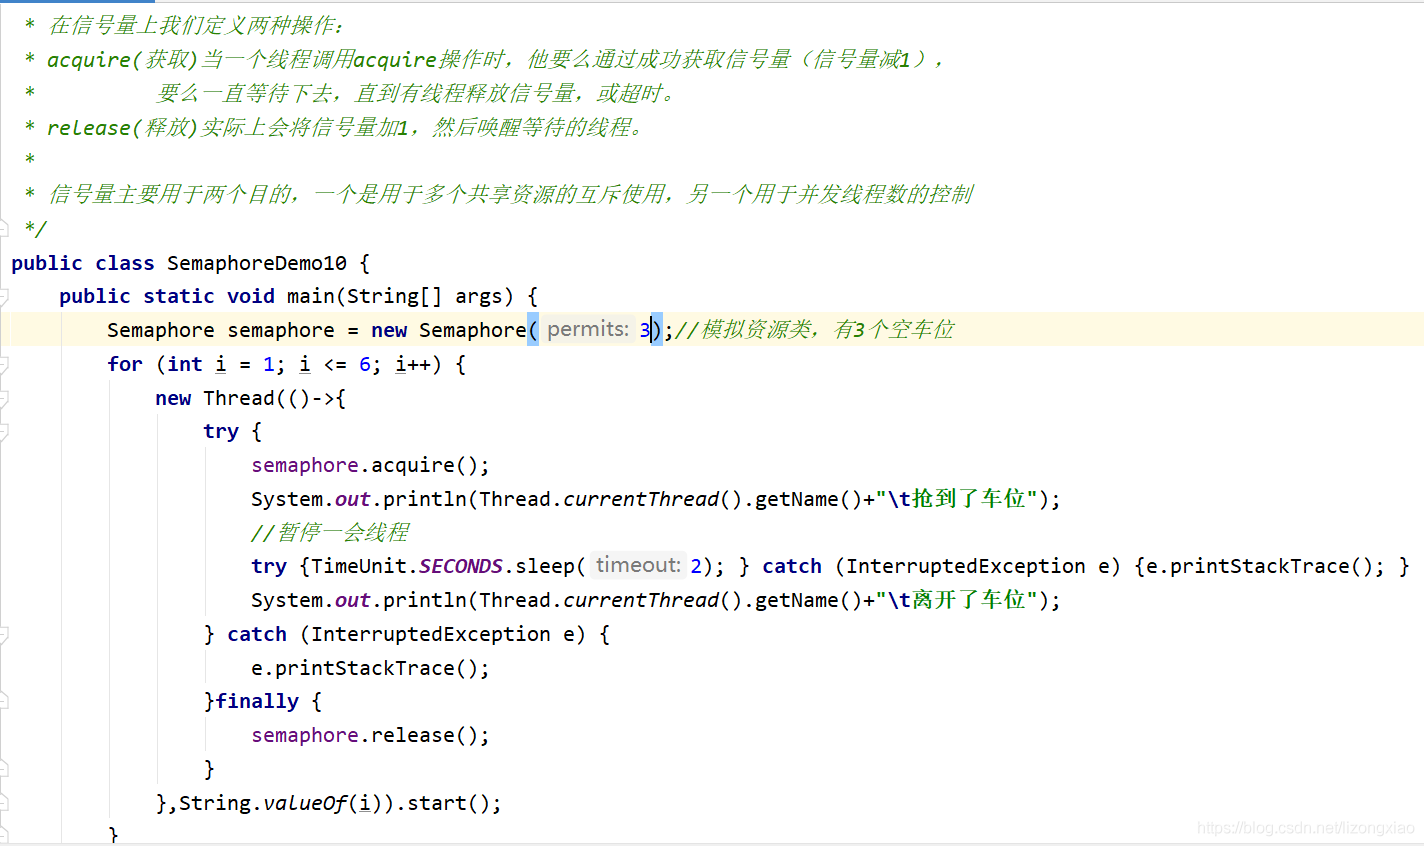 * 在信号量上我们定义两种操作：
* acquire(获取)当一个线程调用acquire操作时，他要么通过成功获取信号量（信号量减1），
* 要么一直等待下去，直到有线程释放信号量，或超时。
* release(释放)实际上会将信号量加1，然后唤醒等待的线程。
*
* 信号量主要用于两个目的，一个是用于多个共享资源的互斥使用，另一个用于并发线程数的控制
*/
public class SemaphoreDemo10 {
public static void main(String[] args) {
Semaphore semaphore = new Semaphore( permits: 3);//模拟资源类，有3个空车位
for (int i = 1; i <= 6; i++) {
new Thread(()->{
try {
semaphore.acquire();
System.out.println(Thread.currentThread().getName()+"\t抢到了车位");
//暂停一会线程
try {TimeUnit.SECONDS.sleep( timeout: 2); } catch (InterruptedException e) {e.printStackTrace(); }
System.out.println(Thread.currentThread().getName()+"\t离开了车位");
} catch (InterruptedException e) {
e.printStackTrace();
}finally {
semaphore.release();
}
},String.valueOf(i)).start();
}
https://blog.csdn.net/lizongxiao